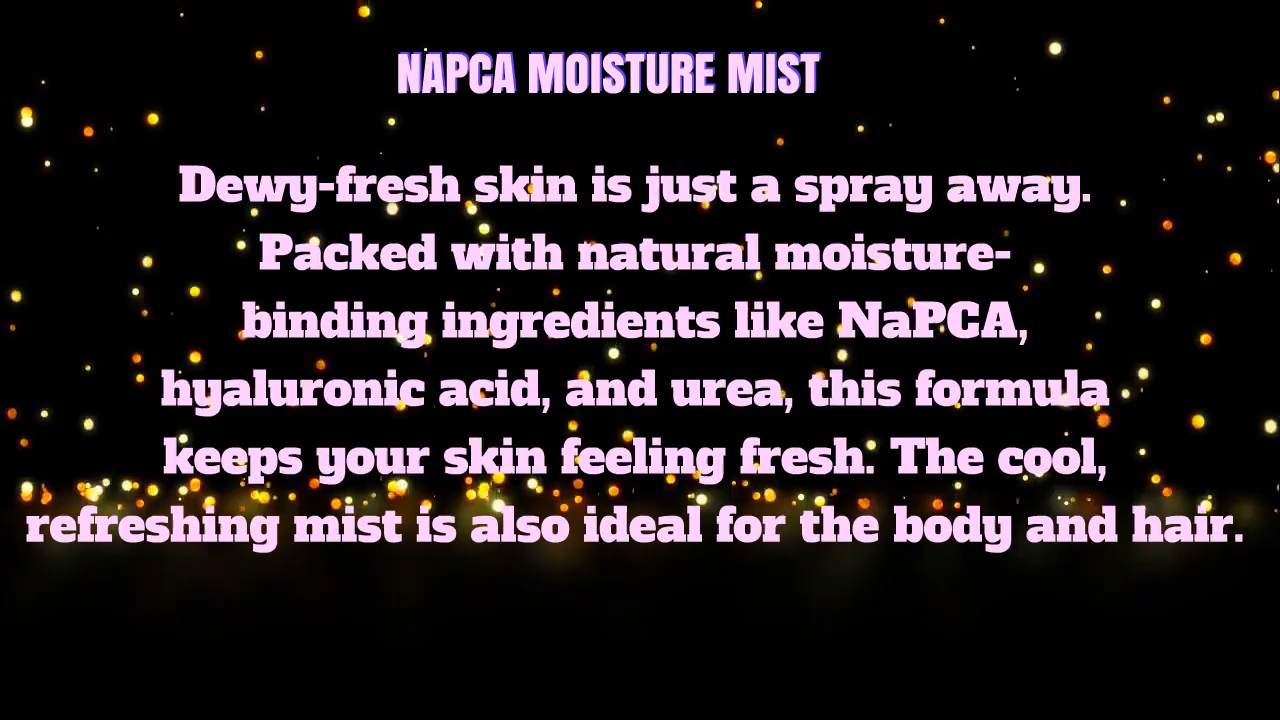 NAPCA MOISTURE MIST
Dewy-fresh skin is just a spray away.
Packed with natural moisture-
binding ingredients like NaPCA,
hyaluronic acid, and urea, this formula
keeps your skin feeling fresh. The cool,
refreshing mist is also ideal for the body and hair.